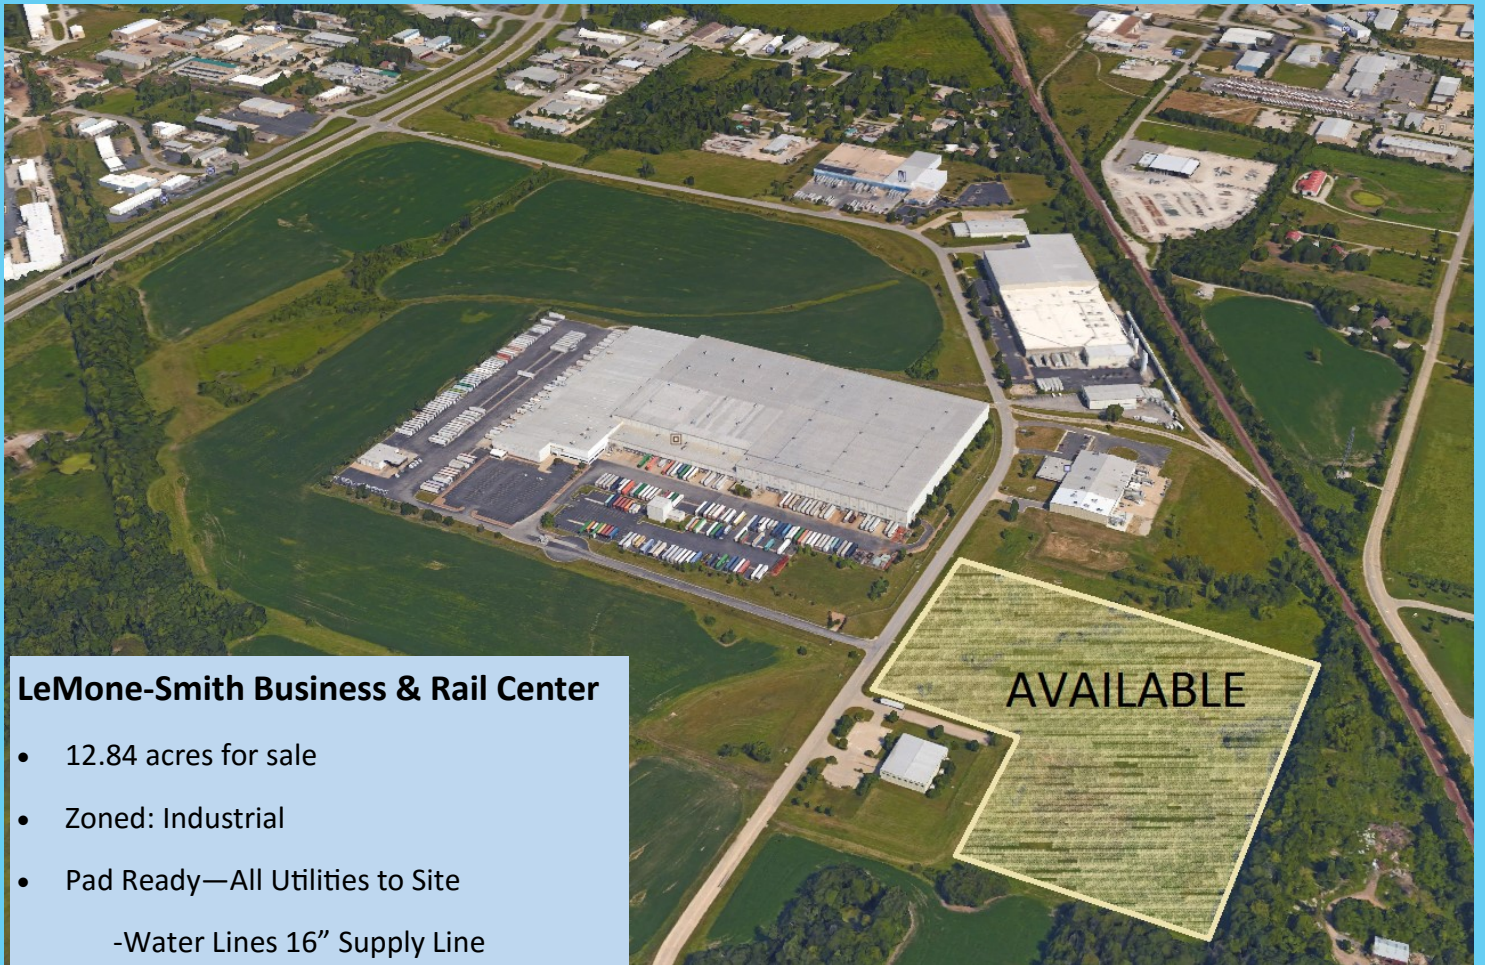 LeMone-Smith Business & Rail Center
• 12.84 acres for sale
• Zoned: Industrial
• Pad Ready—All Utilities to Site
-Water Lines 16” Supply Line
AVAILABLE